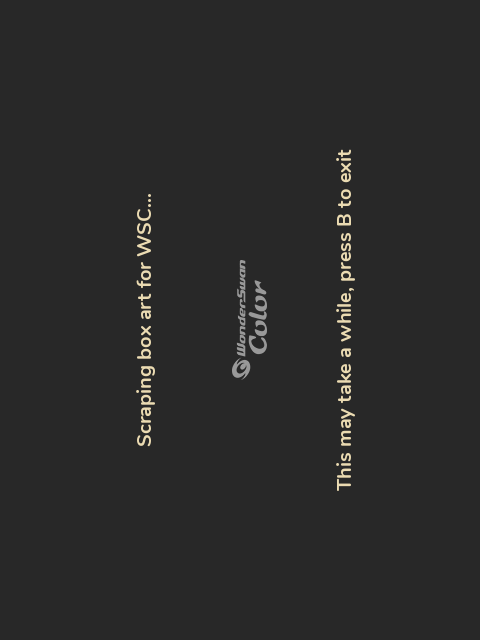 Scraping box art for WSC...
WonderSwan
Color
This may take a while, press B to exit